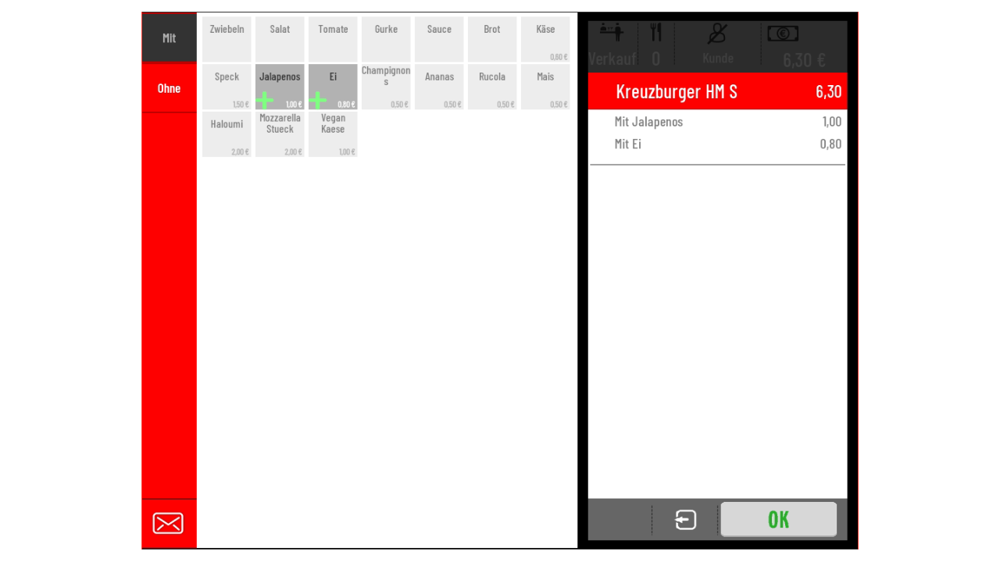 Mit
Ohne
Zwiebeln
Salat
Tomate
Gurke
Sauce
Brot
Käse
0,80 €
Speck
1,50 €
Jalapenos
1,00 €
Ei
0,80 €
Champignon
s
0,50 €
Ananas
0,50 €
Rucola
0,50 €
Mais
0,50 €
Haloumi
2,00 €
Mozzarella
Stueck
2,00 €
Vegan
Kaese
1,00 €
Verkauf
0
Kunde
6,30 €
Kreuzburger HM S 6,30
Mit Jalapenos 1,00
Mit Ei 0,80
OK